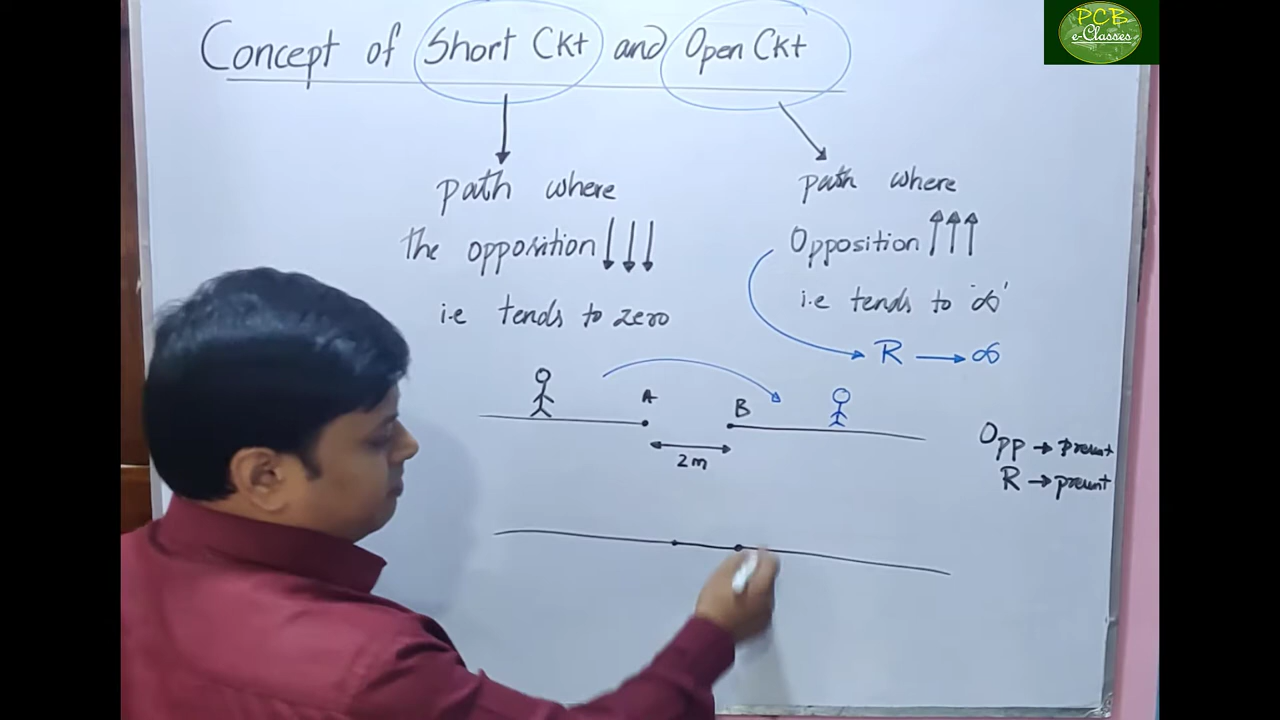 Concept of Short Ckt and Open Ckt
PCB
e-Classes
path where
the opposition ↓↓↓
i.e tends to zero
path where
Opposition ↑↑↑
i.e tends to '∞'
R → ∞
A
B
2m
Opp → present
R → present